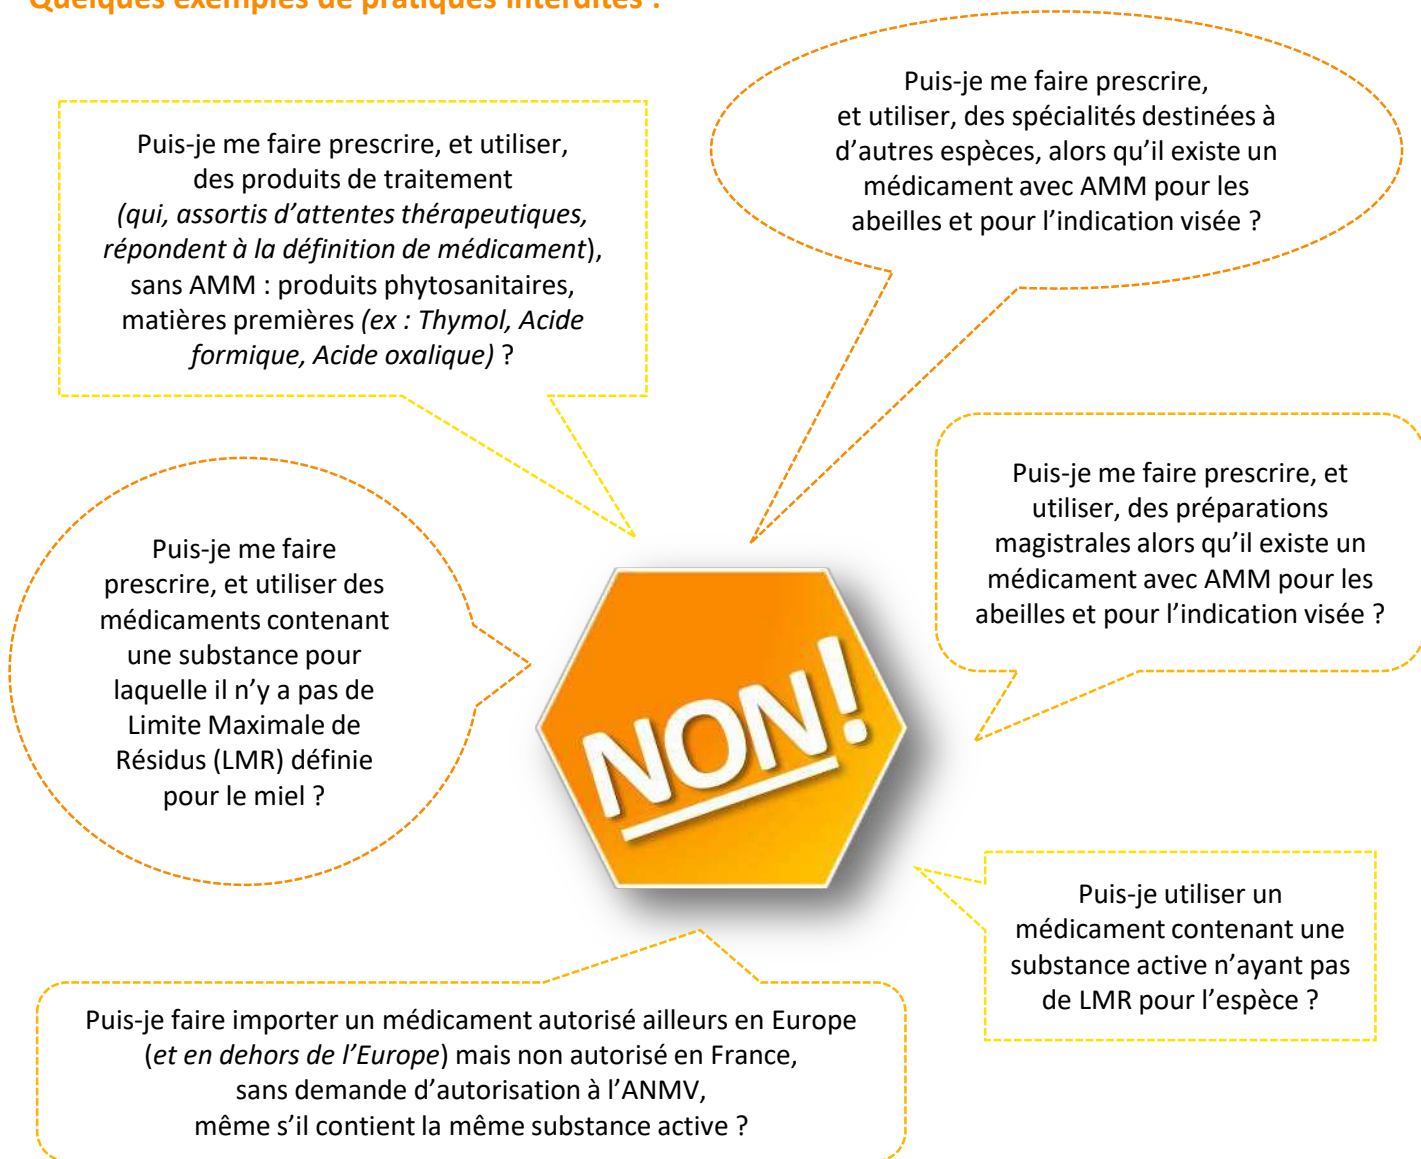 Quelques exemples de pratiques interdites :
Puis-je me faire prescrire,
et utiliser, des spécialités destinées à
d’autres espèces, alors qu’il existe un
médicament avec AMM pour les
abeilles et pour l’indication visée ?
Puis-je me faire prescrire, et utiliser,
des produits de traitement
(qui, assortis d’attentes thérapeutiques,
répondent à la définition de médicament),
sans AMM : produits phytosanitaires,
matières premières (ex : Thymol, Acide
formique, Acide oxalique) ?
Puis-je me faire prescrire, et
utiliser, des préparations
magistrales alors qu’il existe un
médicament avec AMM pour les
abeilles et pour l’indication visée ?
Puis-je me faire
prescrire, et utiliser des
médicaments contenant
une substance pour
laquelle il n’y a pas de
Limite Maximale de
Résidus (LMR) définie
pour le miel ?
NON!
Puis-je utiliser un
médicament contenant une
substance active n’ayant pas
de LMR pour l’espèce ?
Puis-je faire importer un médicament autorisé ailleurs en Europe
(et en dehors de l’Europe) mais non autorisé en France,
sans demande d’autorisation à l’ANMV,
même s’il contient la même substance active ?